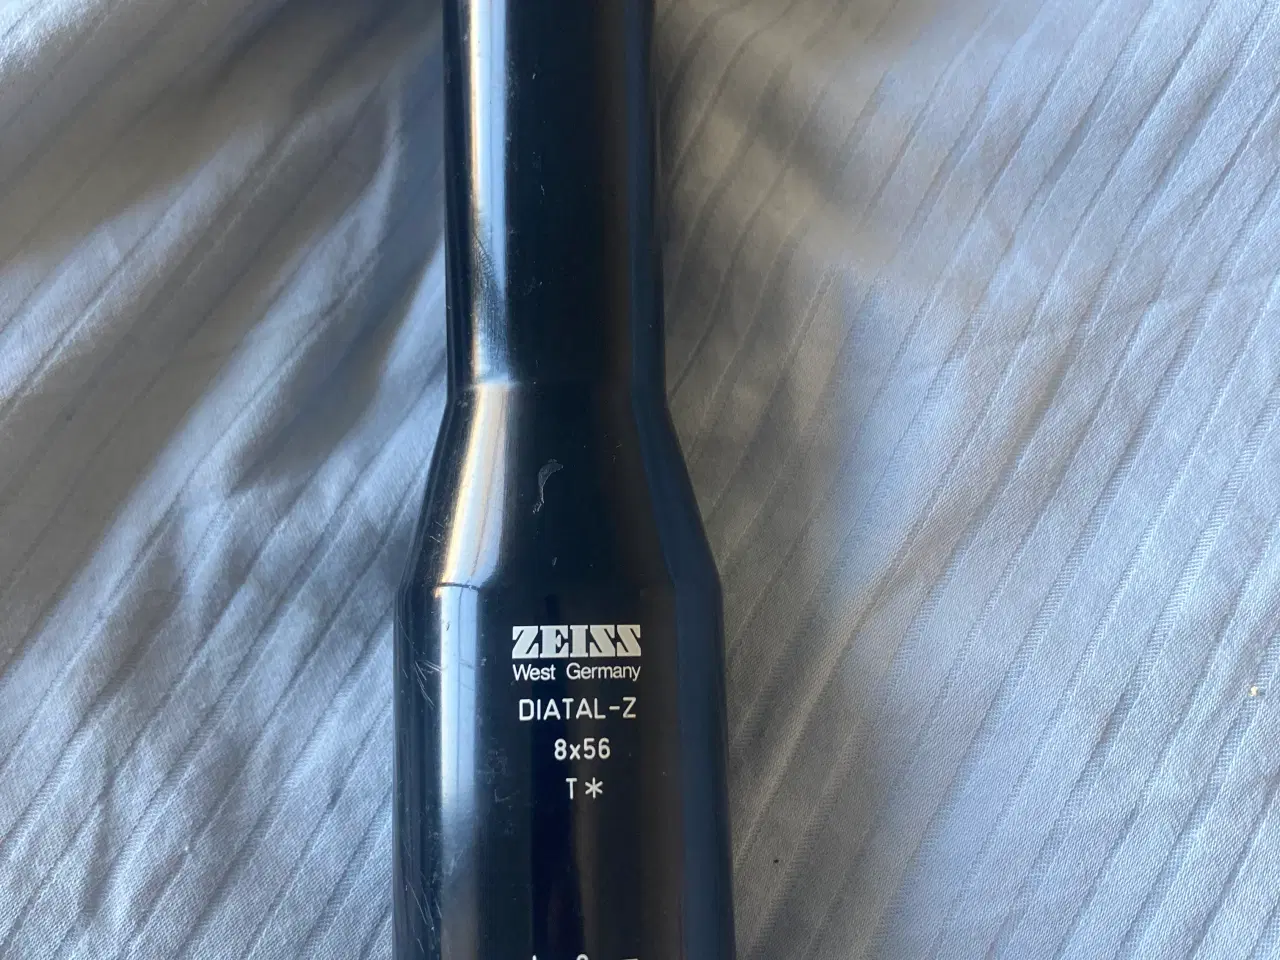 ZEISS
West Germany
DIATAL-Z
8x56
T*